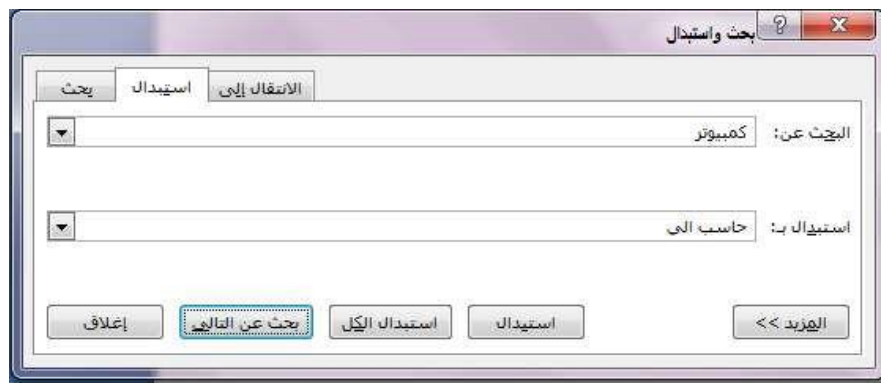 بحث واستبدال
بحث استبدال الانتقال إلى
البحث عن: كمبيوتر
استبدال بـ: حاسب الى
المزيد >> استبدال استبدال الكل بحث عن التالي إغلاق